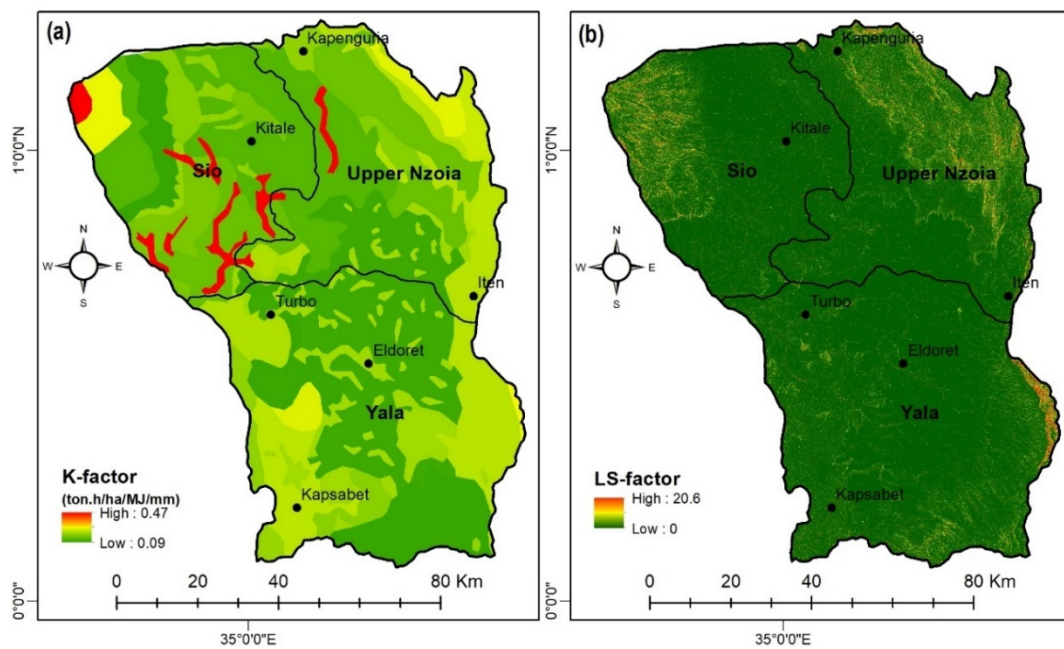 (a)
Kapenguria
Kitale
1°0'0"N
Sio
Upper Nzoia
N
W E
S
Iten
Turbo
Eldoret
Yala
K-factor
(ton.h/ha/MJ/mm)
High : 0.47
Low : 0.09
Kapsabet
0 20 40 80 Km
0°0'0"
35°0'0"E
(b)
Kapenguria
Kitale
1°0'0"N
Sio
Upper Nzoia
N
W E
S
Iten
Turbo
Eldoret
Yala
LS-factor
High : 20.6
Low : 0
Kapsabet
0 20 40 80 Km
0°0'0"
35°0'0"E